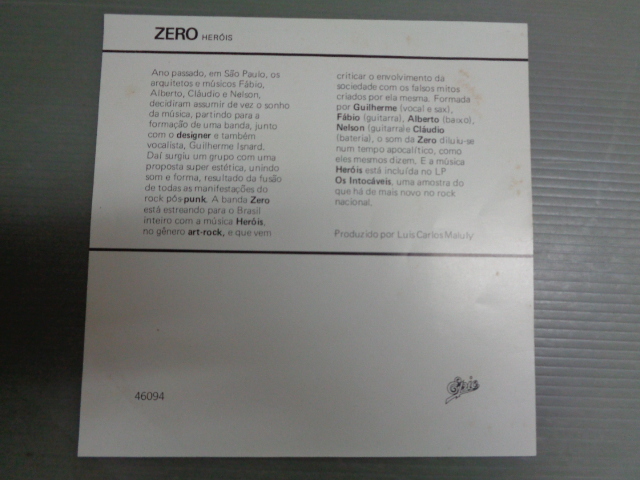 ZERO HERÓIS
Ano passado, em São Paulo, os
arquitetos e músicos Fábio,
Alberto, Cláudio e Nelson,
decidiram assumir de vez o sonho
da música, partindo para a
formação de uma banda, junto
com o designer e também
vocalista, Guilherme Isnard.
Daí surgiu um grupo com uma
proposta super estética, unindo
som e forma, resultado da fusão
de todas as manifestações do
rock pós-punk. A banda Zero
está estreando para o Brasil
inteiro com a música Heróis,
no gênero art-rock, e que vem
criticar o envolvimento da
sociedade com os falsos mitos
criados por ela mesma. Formada
por Guilherme (vocal e sax),
Fábio (guitarra), Alberto (baixo),
Nelson (guitarra) e Cláudio
(bateria), o som da Zero diluiu-se
num tempo apocalítico, como
eles mesmos dizem. E a música
Heróis está incluída no LP
Os Intocáveis, uma amostra do
que há de mais novo no rock
nacional.
Produzido por Luis Carlos Maluly
46094
Epic